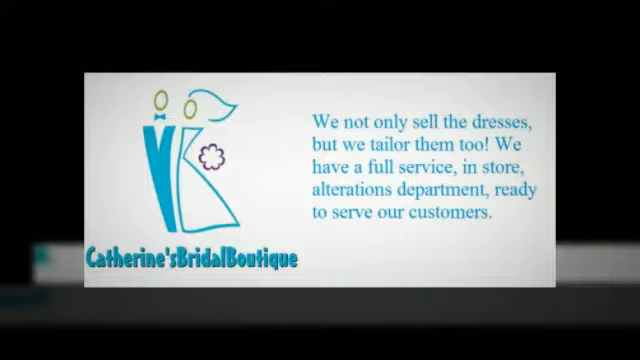 We not only sell the dresses,
but we tailor them too! We
have a full service, in store,
alterations department, ready
to serve our customers.
Catherine'sBridalBoutique